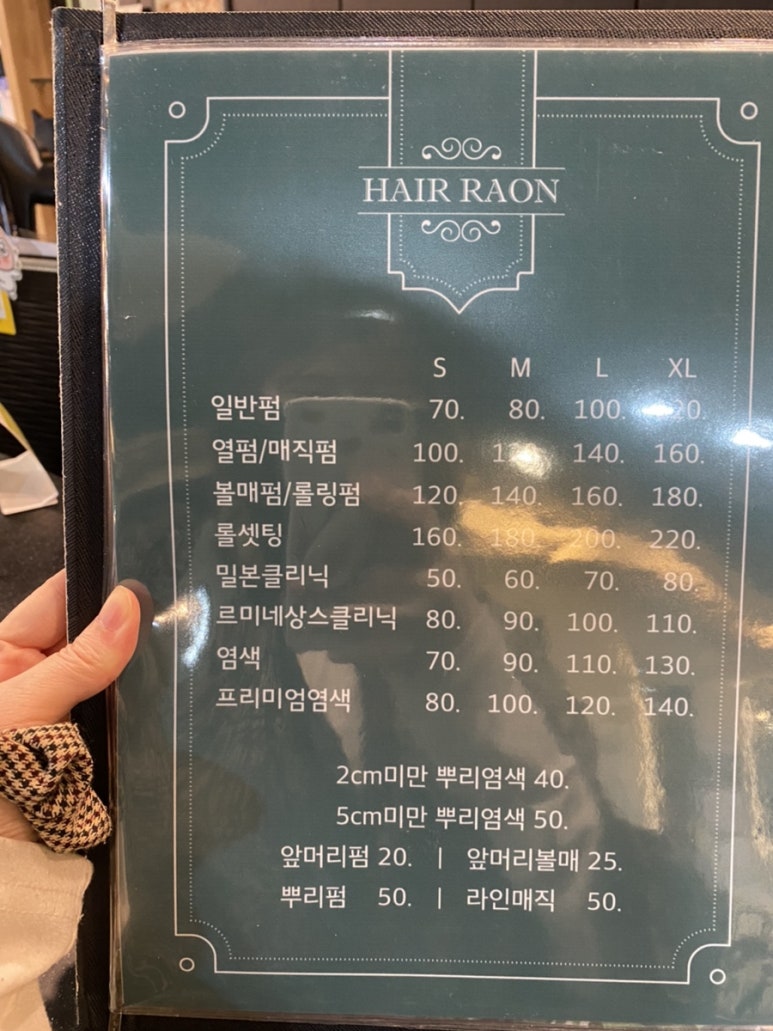 HAIR RAON
S M L XL
일반펌 70. 80. 100.
열펌/매직펌 100. 140. 160.
볼매펌/롤링펌 120. 140. 160. 180.
롤셋팅 160. 180. 200. 220.
밀본클리닉 50. 60. 70. 80.
르미네상스클리닉 80. 90. 100. 110.
염색 70. 90. 110. 130.
프리미엄염색 80. 100. 120. 140.
2cm미만 뿌리염색 40.
5cm미만 뿌리염색 50.
앞머리펌 20. | 앞머리볼매 25.
뿌리펌 50. | 라인매직 50.